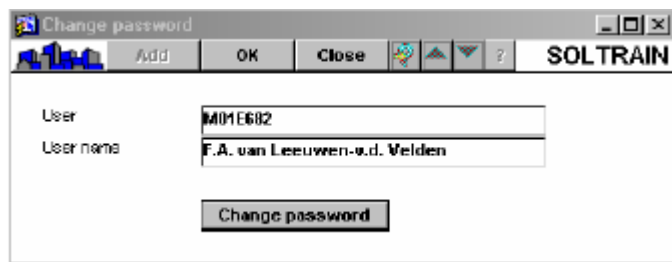 Change password
Add OK Close ? SOLTRAIN
User M01E682
User name F.A. van Leeuwen-v.d. Velden
Change password